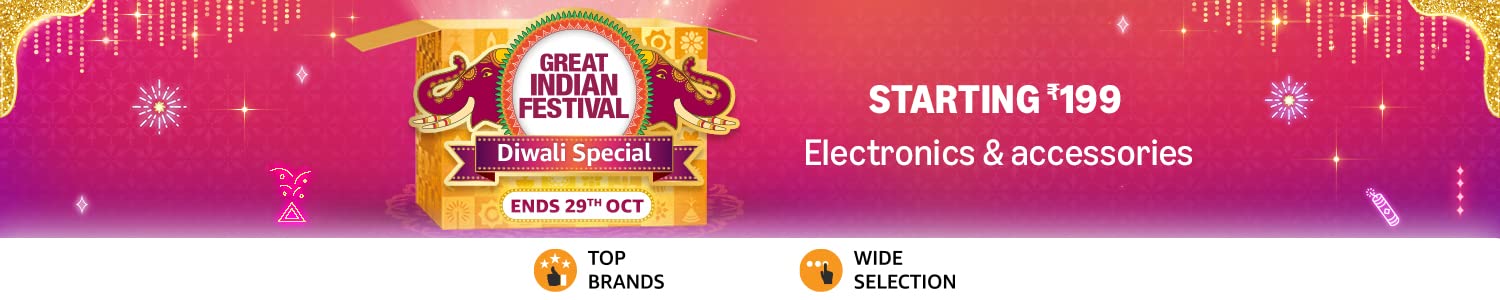 GREAT
INDIAN
FESTIVAL
Diwali Special
ENDS 29TH OCT
STARTING ₹199
Electronics & accessories
TOP
BRANDS
WIDE
SELECTION